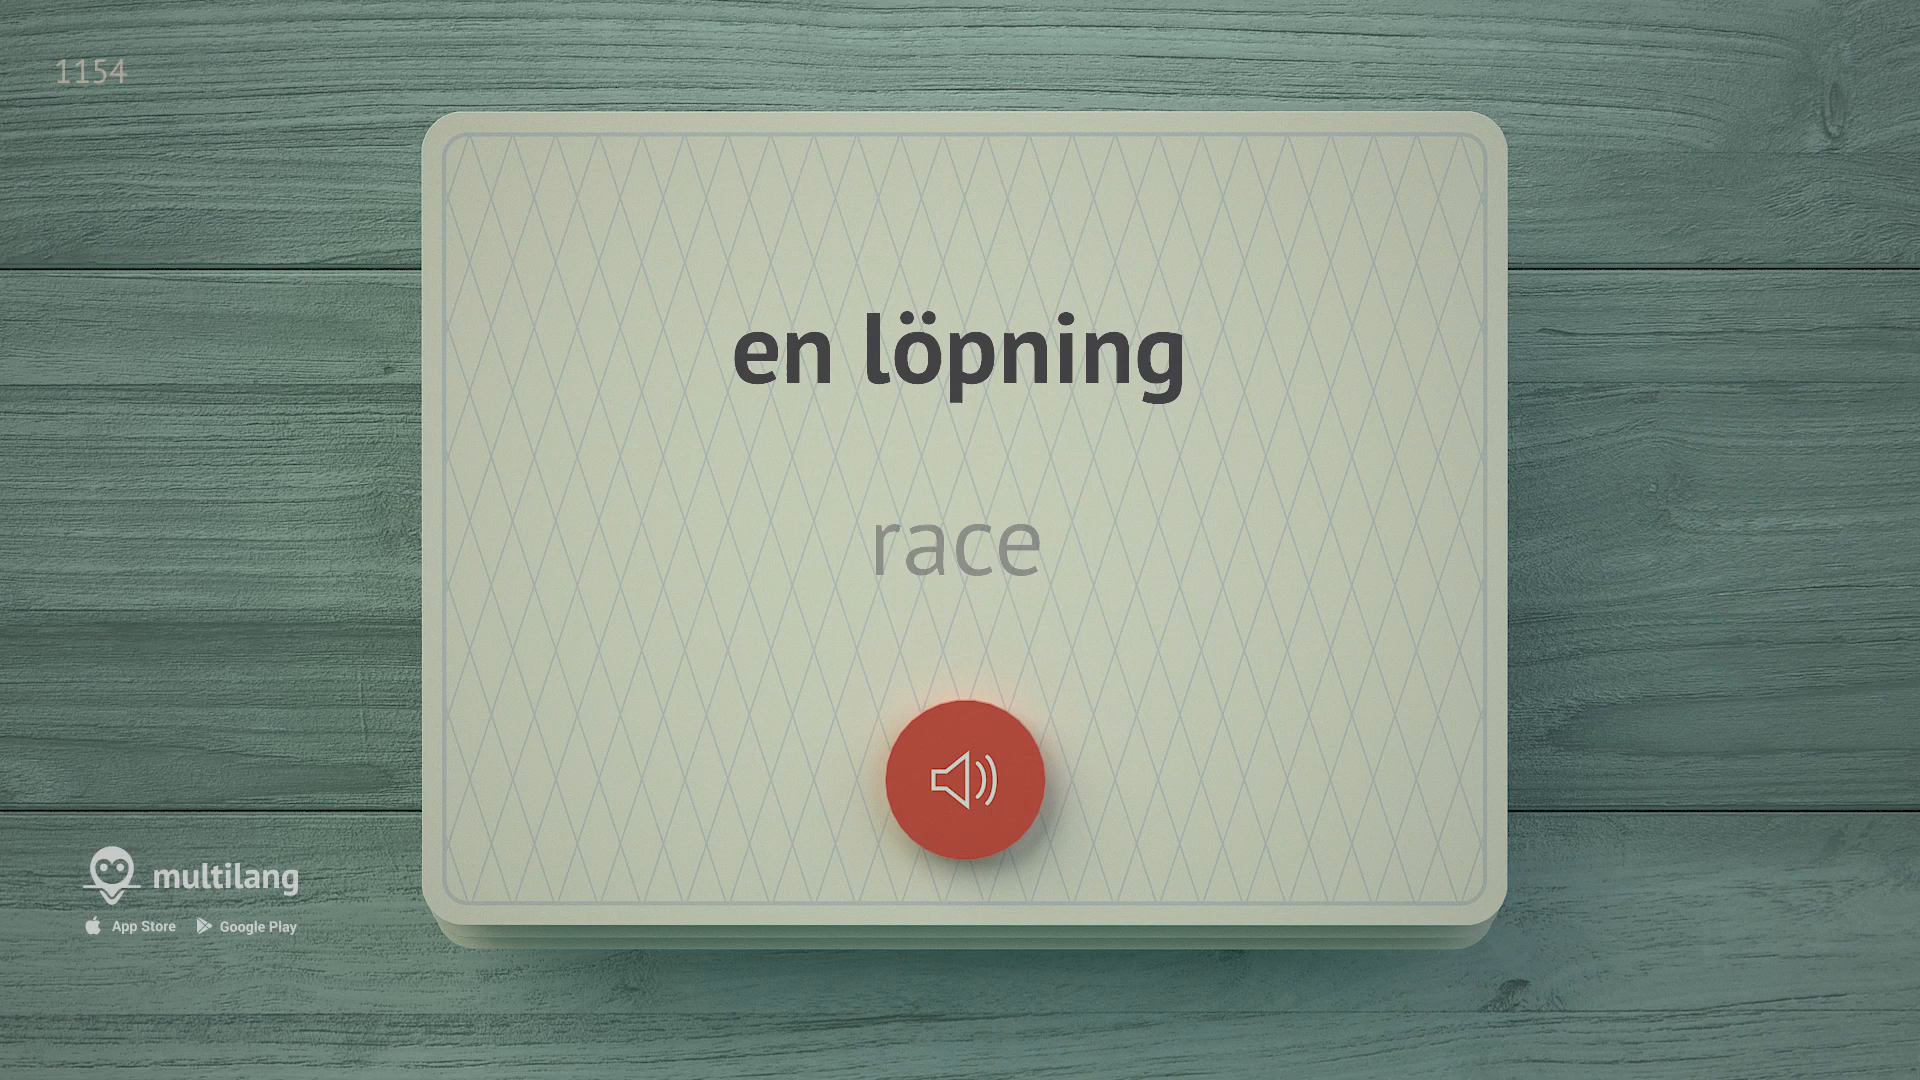 1154
en löpning
race
multilang
App Store
Google Play